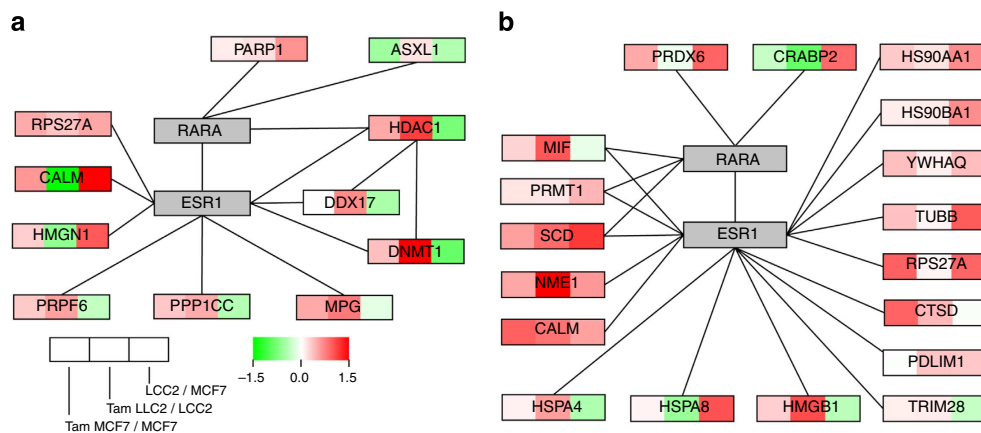 a
PARP1
ASXL1
RPS27A
RARA
HDAC1
CALM
ESR1
DDX17
HMGN1
DNMT1
PRPF6
PPP1CC
MPG
LCC2 / MCF7
Tam LLC2 / LCC2
Tam MCF7 / MCF7
−1.5
0.0
1.5
b
PRDX6
CRABP2
HS90AA1
HS90BA1
MIF
RARA
YWHAQ
PRMT1
TUBB
SCD
ESR1
RPS27A
NME1
CTSD
CALM
PDLIM1
HSPA4
HSPA8
HMGB1
TRIM28